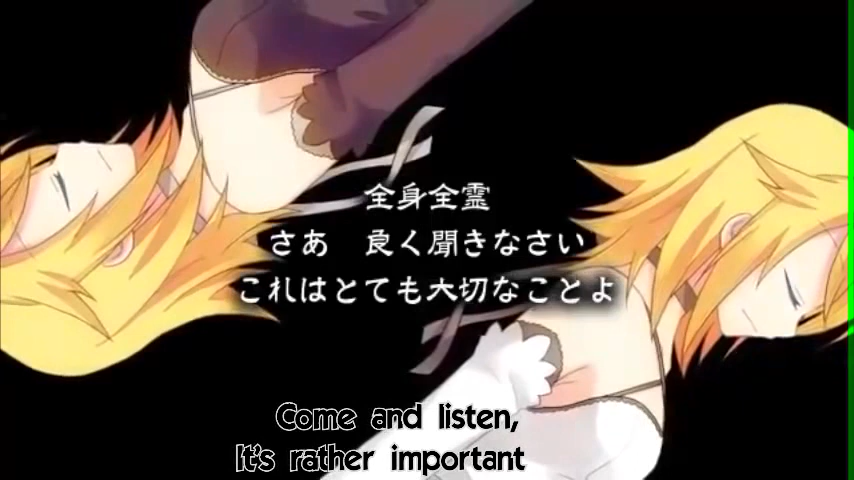 全身全霊
さあ　良く聞きなさい
これはとても大切なことよ
Come and listen,
It's rather important